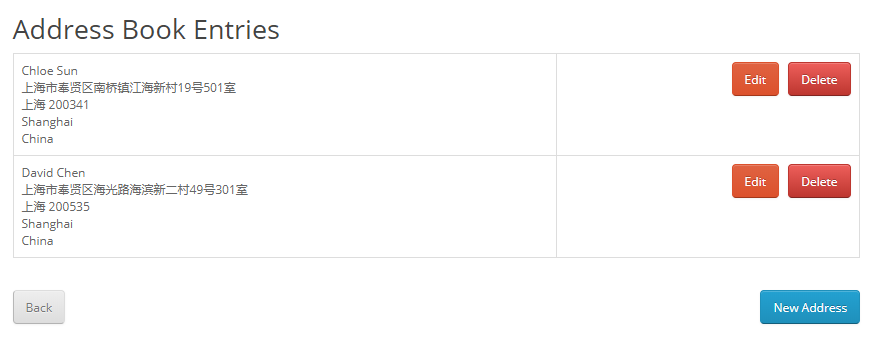 Address Book Entries
Chloe Sun
上海市奉贤区南桥镇江海新村19号501室
上海 200341
Shanghai
China
Edit
Delete
David Chen
上海市奉贤区海光路海滨新二村49号301室
上海 200535
Shanghai
China
Edit
Delete
Back
New Address